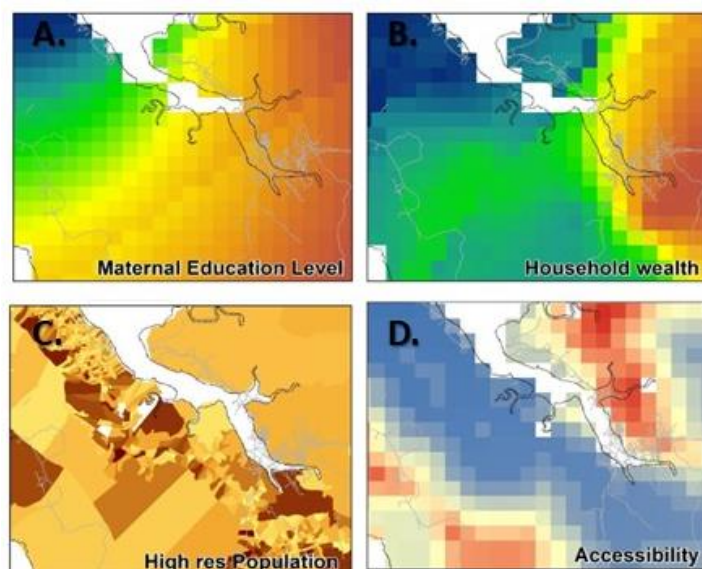 A.
Maternal Education Level
B.
Household wealth
C.
High res Population
D.
Accessibility